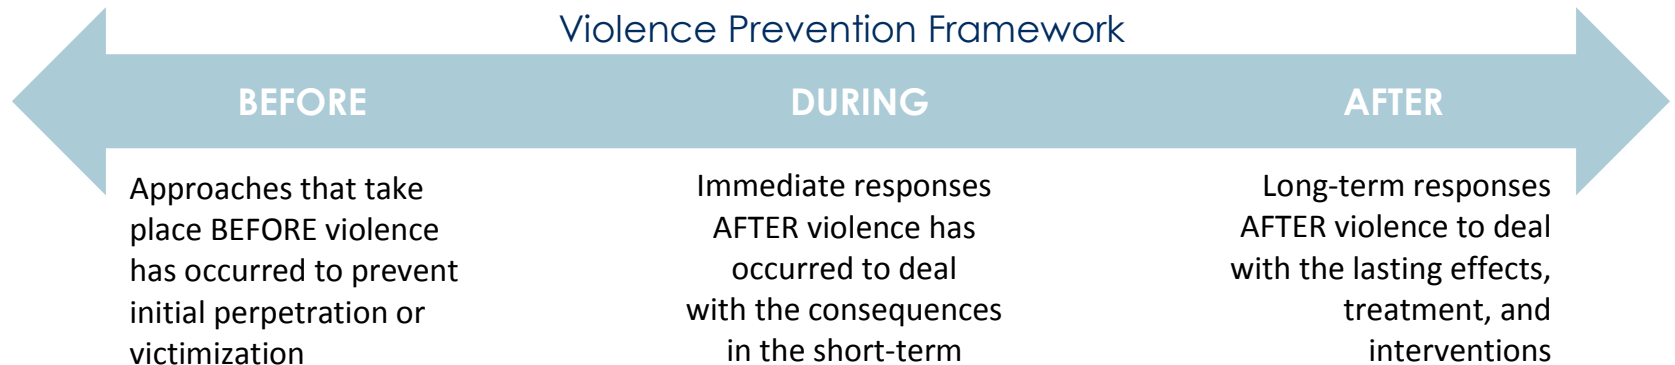 Violence Prevention Framework
BEFORE
DURING
AFTER
Approaches that take
place BEFORE violence
has occurred to prevent
initial perpetration or
victimization
Immediate responses
AFTER violence has
occurred to deal
with the consequences
in the short-term
Long-term responses
AFTER violence to deal
with the lasting effects,
treatment, and
interventions